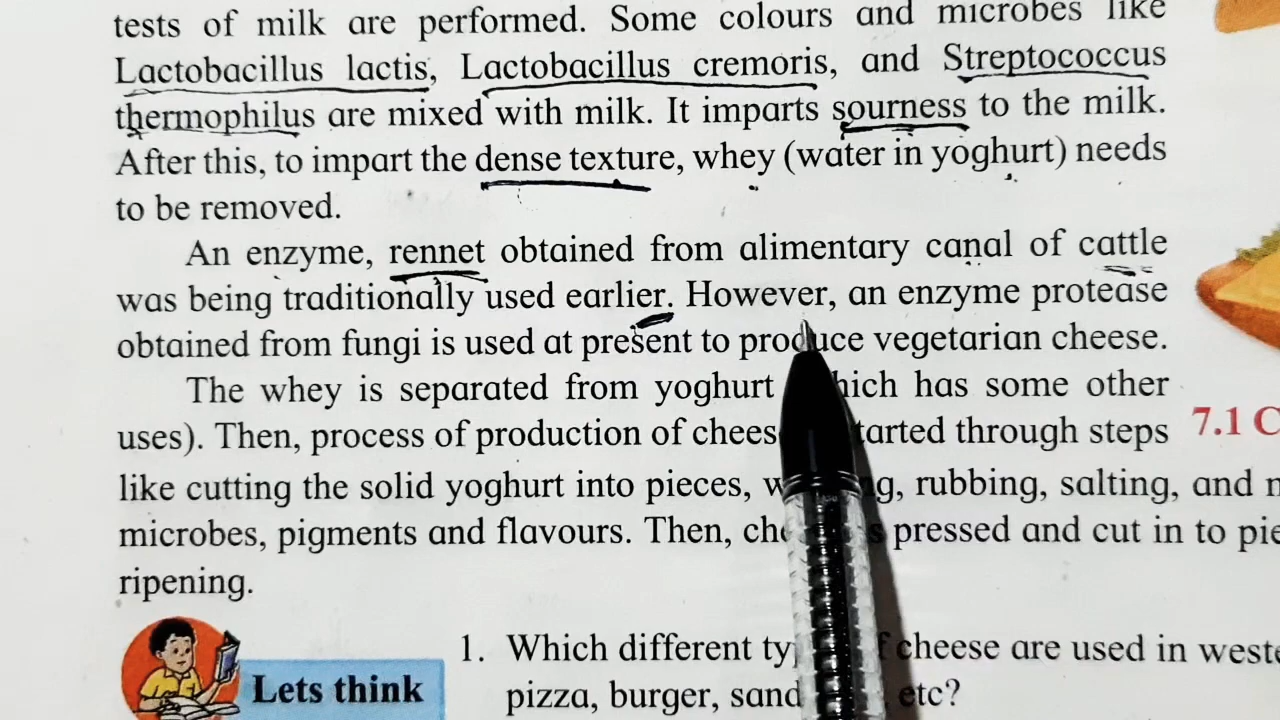 tests of milk are performed. Some colours and microbes like
Lactobacillus lactis, Lactobacillus cremoris, and Streptococcus
thermophilus are mixed with milk. It imparts sourness to the milk.
After this, to impart the dense texture, whey (water in yoghurt) needs
to be removed.
An enzyme, rennet obtained from alimentary canal of cattle
was being traditionally used earlier. However, an enzyme protease
obtained from fungi is used at present to produce vegetarian cheese.
The whey is separated from yoghurt which has some other
uses). Then, process of production of cheese started through steps
7.1 C
like cutting the solid yoghurt into pieces, rubbing, salting, and
microbes, pigments and flavours. Then, pressed and cut in to
ripening.
Lets think
1. Which different cheese are used in
pizza, burger, etc?